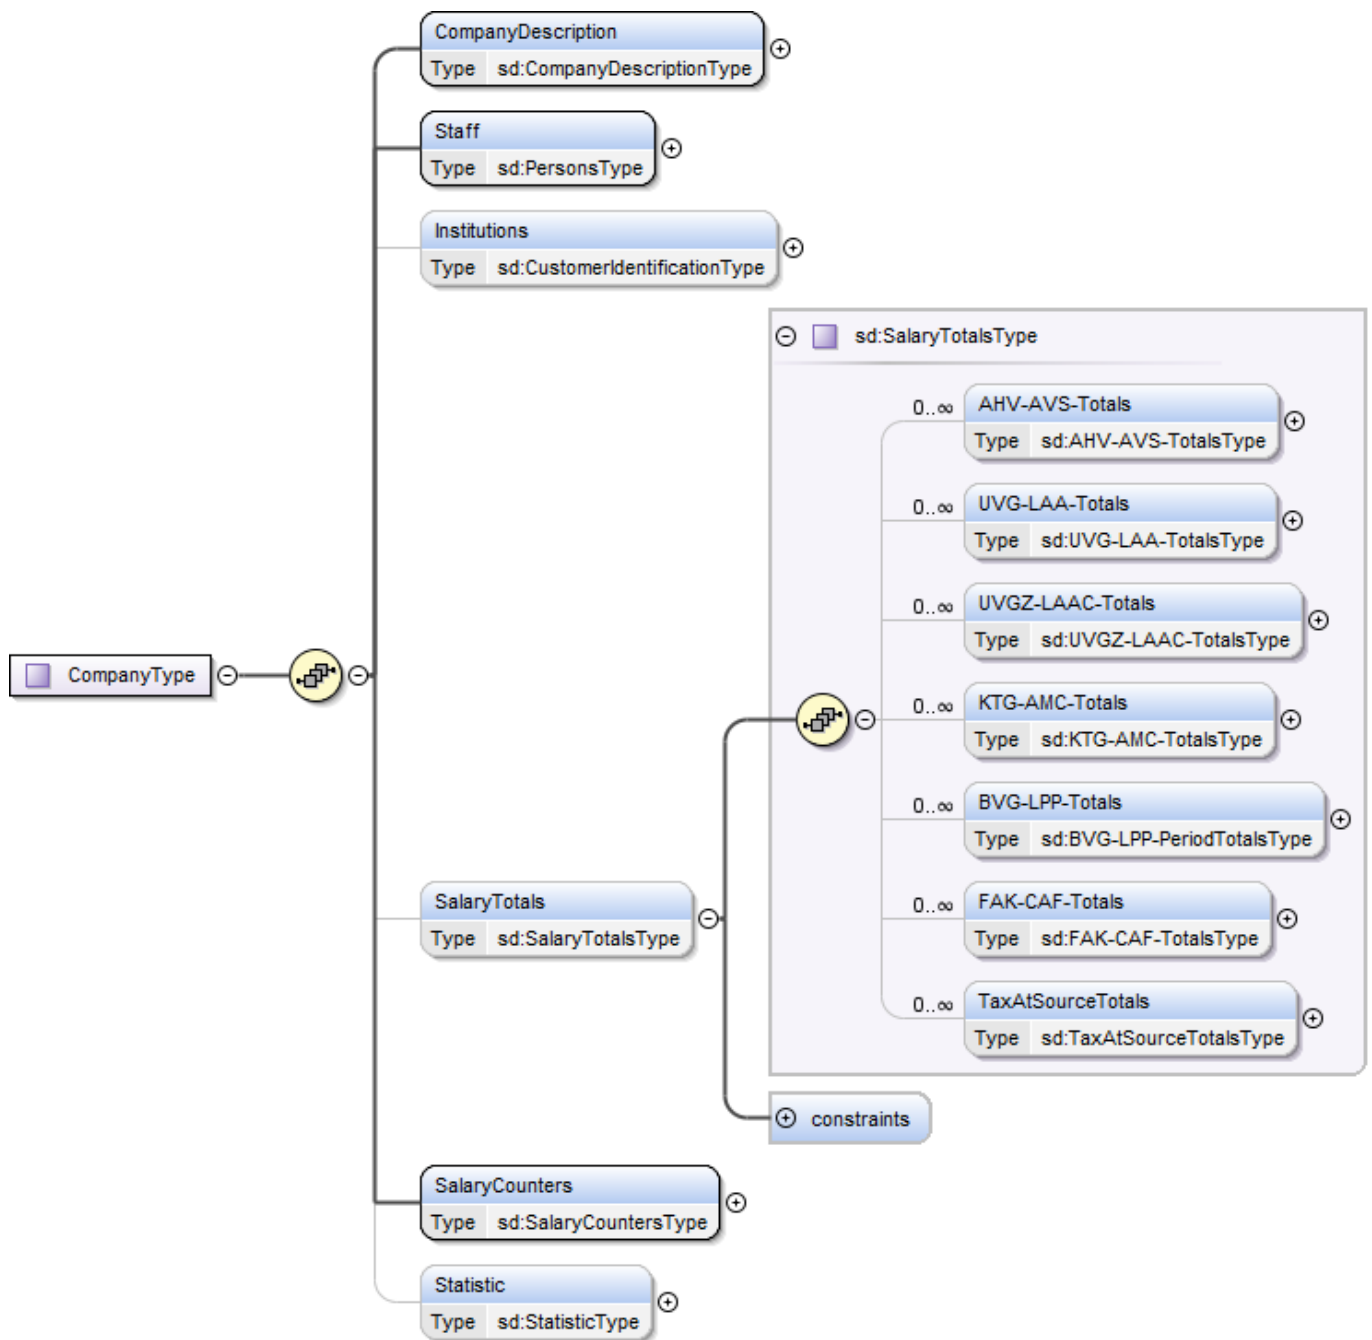 CompanyDescription
Type sd:CompanyDescriptionType
Staff
Type sd:PersonsType
Institutions
Type sd:CustomerIdentificationType
sd:SalaryTotalsType
0..∞ AHV-AVS-Totals
Type sd:AHV-AVS-TotalsType
0..∞ UVG-LAA-Totals
Type sd:UVG-LAA-TotalsType
0..∞ UVGZ-LAAC-Totals
Type sd:UVGZ-LAAC-TotalsType
CompanyType
0..∞ KTG-AMC-Totals
Type sd:KTG-AMC-TotalsType
0..∞ BVG-LPP-Totals
Type sd:BVG-LPP-PeriodTotalsType
SalaryTotals
Type sd:SalaryTotalsType
0..∞ FAK-CAF-Totals
Type sd:FAK-CAF-TotalsType
0..∞ TaxAtSourceTotals
Type sd:TaxAtSourceTotalsType
constraints
SalaryCounters
Type sd:SalaryCountersType
Statistic
Type sd:StatisticType